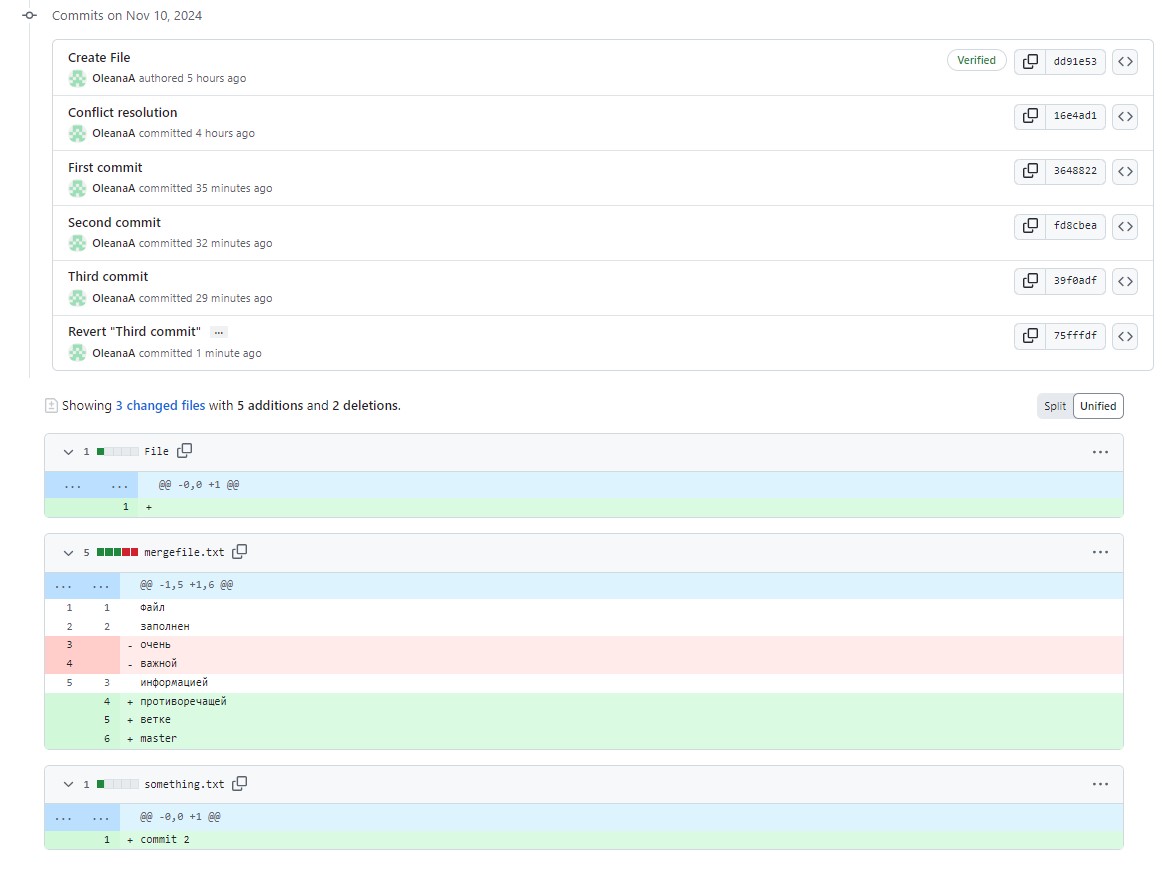 Commits on Nov 10, 2024
Create File
OleanaA authored 5 hours ago
Verified
dd91e53
Conflict resolution
OleanaA committed 4 hours ago
16e4ad1
First commit
OleanaA committed 35 minutes ago
3648822
Second commit
OleanaA committed 32 minutes ago
fd8cbea
Third commit
OleanaA committed 29 minutes ago
39f0adf
Revert "Third commit" ...
OleanaA committed 1 minute ago
75fffdf
Showing 3 changed files with 5 additions and 2 deletions.
Split Unified
1 File
... ... @@ -0,0 +1 @@
1 +
5 mergefile.txt
... ... @@ -1,5 +1,6 @@
1 1 файл
2 2 заполнен
3 - очень
4 - важной
5 3 информацией
4 + противоречащей
5 + ветке
6 + master
1 something.txt
... ... @@ -0,0 +1 @@
1 + commit 2